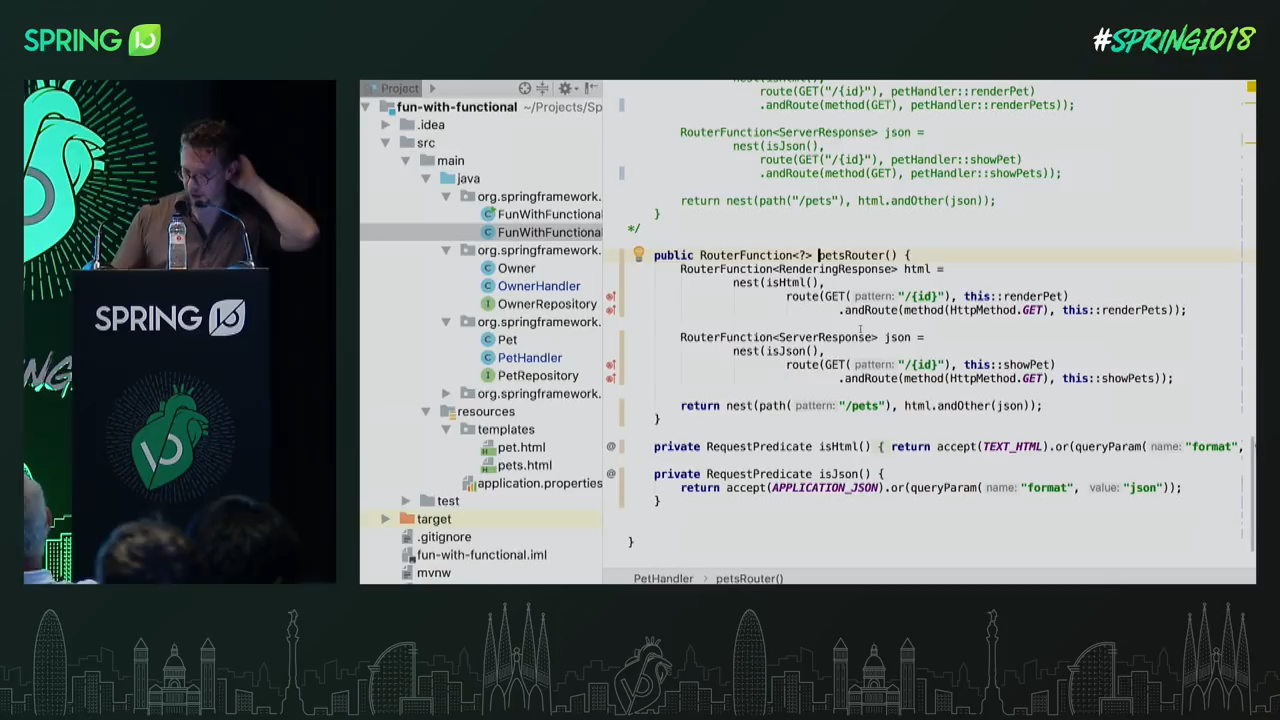 SPRING IO
#SPRINGIO18
SPRING IO
IO
Project
fun-with-functional ~/Projects/Sp
.idea
src
main
java
org.springframework.
FunWithFunctional
FunWithFunctional
org.springframework.
Owner
OwnerHandler
OwnerRepository
org.springframework.
Pet
PetHandler
PetRepository
org.springframework.
resources
templates
pet.html
pets.html
application.properties
test
target
.gitignore
fun-with-functional.iml
mvnw
nest(isHtml(),
route(GET("/{id}"), petHandler::renderPet)
.andRoute(method(GET), petHandler::renderPets));
RouterFunction<ServerResponse> json =
nest(isJson(),
route(GET("/{id}"), petHandler::showPet)
.andRoute(method(GET), petHandler::showPets));
return nest(path("/pets"), html.andOther(json));
}
*/
public RouterFunction<?> petsRouter() {
RouterFunction<RenderingResponse> html =
nest(isHtml(),
route(GET( pattern: "/{id}"), this::renderPet)
.andRoute(method(HttpMethod.GET), this::renderPets));
RouterFunction<ServerResponse> json =
nest(isJson(),
route(GET( pattern: "/{id}"), this::showPet)
.andRoute(method(HttpMethod.GET), this::showPets));
return nest(path( pattern: "/pets"), html.andOther(json));
}
private RequestPredicate isHtml() { return accept(TEXT_HTML).or(queryParam( name: "format",
private RequestPredicate isJson() {
return accept(APPLICATION_JSON).or(queryParam( name: "format", value: "json"));
}
}
PetHandler > petsRouter()